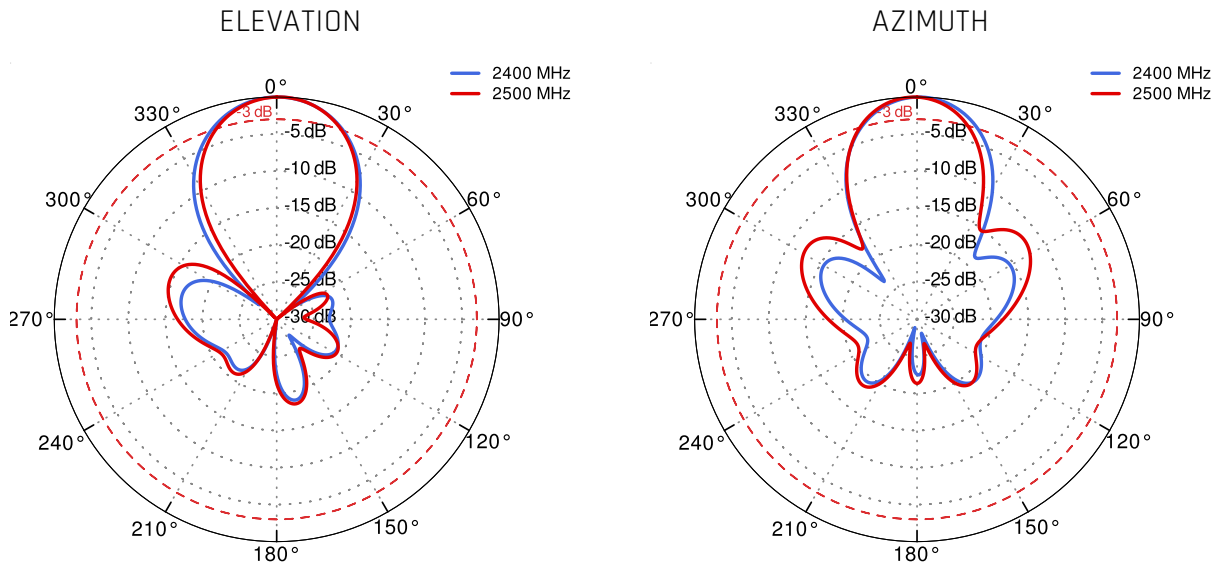 ELEVATION
2400 MHz
2500 MHz
0°
330°
30°
-3 dB
-5 dB
-10 dB
300°
60°
-15 dB
-20 dB
-25 dB
270°
-30 dB
90°
240°
120°
210°
150°
180°
AZIMUTH
2400 MHz
2500 MHz
0°
330°
30°
-3 dB
-5 dB
-10 dB
300°
60°
-15 dB
-20 dB
-25 dB
270°
-30 dB
90°
240°
120°
210°
150°
180°